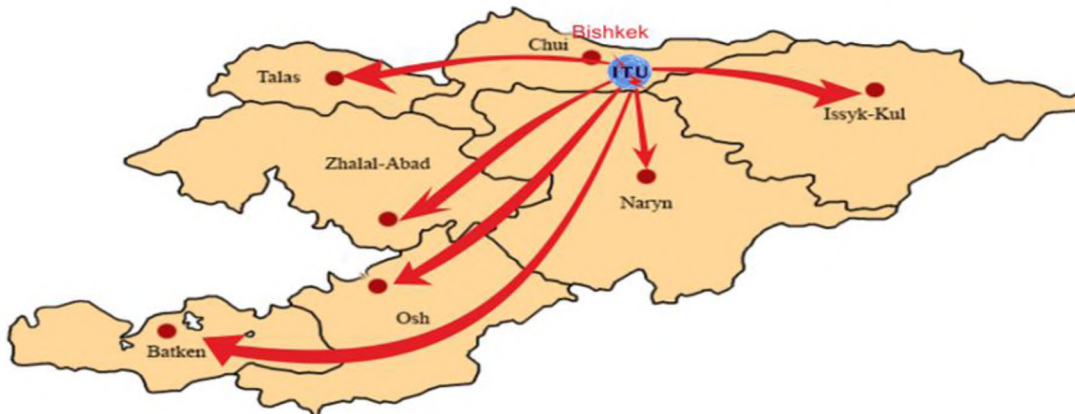 Bishkek
Chui
ITU
Talas
Issyk-Kul
Zhalal-Abad
Naryn
Osh
Batken